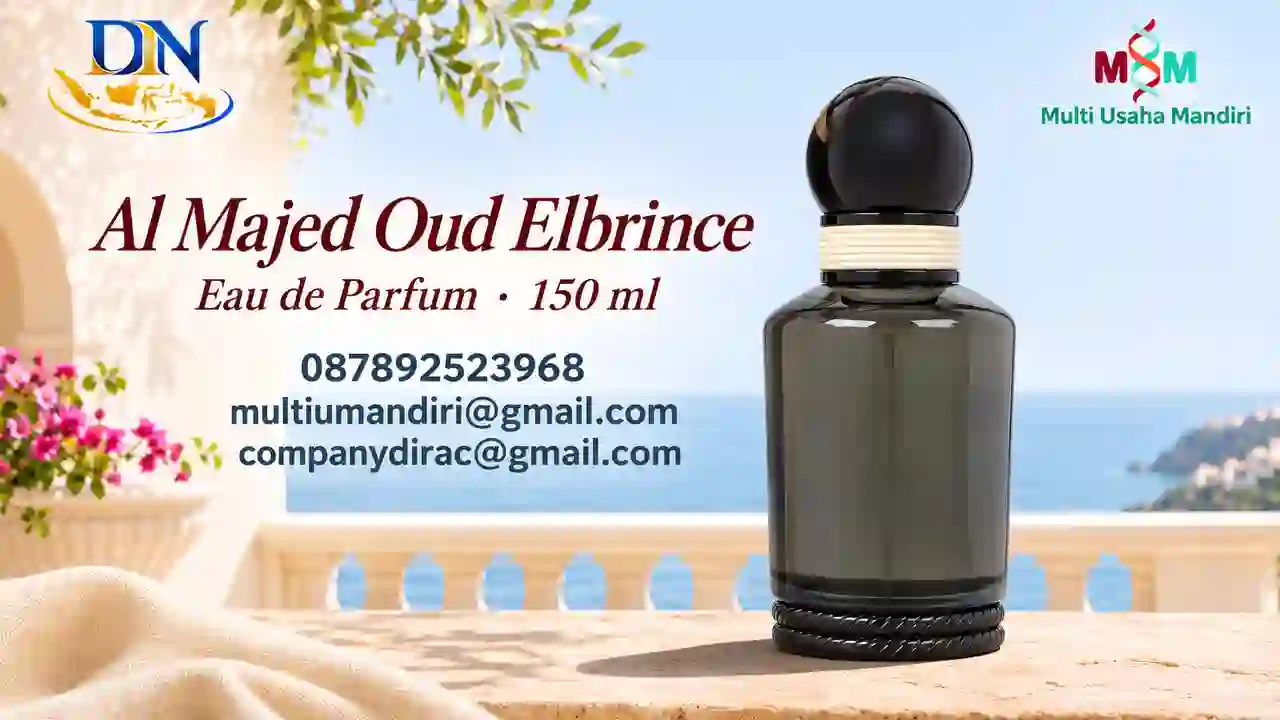 DN
M M
Multi Usaha Mandiri
Al Majed Oud Elbrince
Eau de Parfum · 150 ml
087892523968
multiumandiri@gmail.com
companydirac@gmail.com